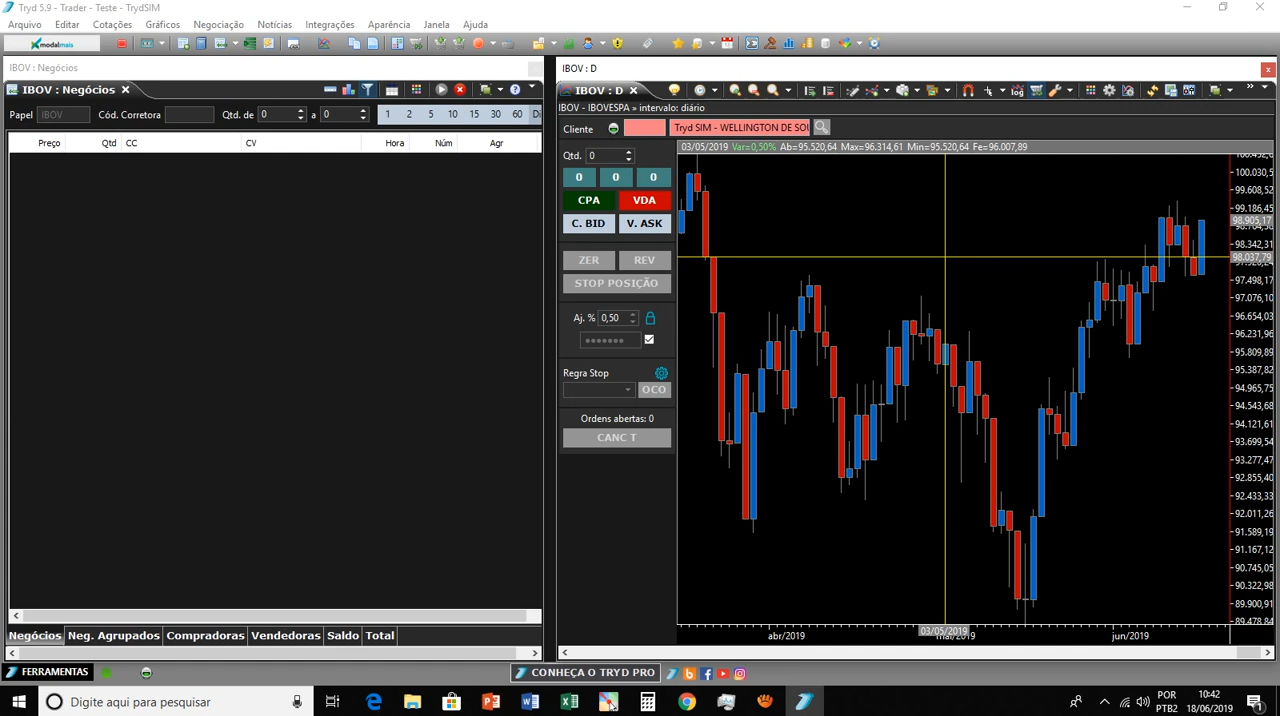 Tryd 5.9 - Trader - Teste - TrydSIM
Arquivo Editar Cotações Gráficos Negociação Notícias Integrações Aparência Janela Ajuda
modalmais
IBOV : Negócios
IBOV : Negócios
Papel IBOV Cód. Corretora Qtd. de 0 a 0 1 2 5 10 15 30 60 Di
Preço Qtd CC CV Hora Núm Agr
Negócios Neg. Agrupados Compradoras Vendedoras Saldo Total
IBOV : D
IBOV : D
IBOV - IBOVESPA » intervalo: diário
Cliente Tryd SIM - WELLINGTON DE SOU
03/05/2019 Var=0,50% Ab=95.520,64 Max=96.314,61 Min=95.520,64 Fe=96.007,89
Qtd. 0
0 0 0
CPA VDA
C. BID V. ASK
ZER REV
STOP POSIÇÃO
Aj. % 0,50
Regra Stop
OCO
Ordens abertas: 0
CANC T
100.030,5
99.608,52
99.186,45
98.905,17
98.342,31
98.037,79
97.498,17
97.076,10
96.654,03
96.231,96
95.809,89
95.387,82
94.965,75
94.543,68
94.121,61
93.699,54
93.277,47
92.855,40
92.433,33
92.011,26
91.589,19
91.167,12
90.745,05
90.322,98
89.900,91
89.478,84
abr/2019 03/05/2019 jun/2019
FERRAMENTAS CONHEÇA O TRYD PRO
Digite aqui para pesquisar
POR 10:42
PTB2 18/06/2019
1